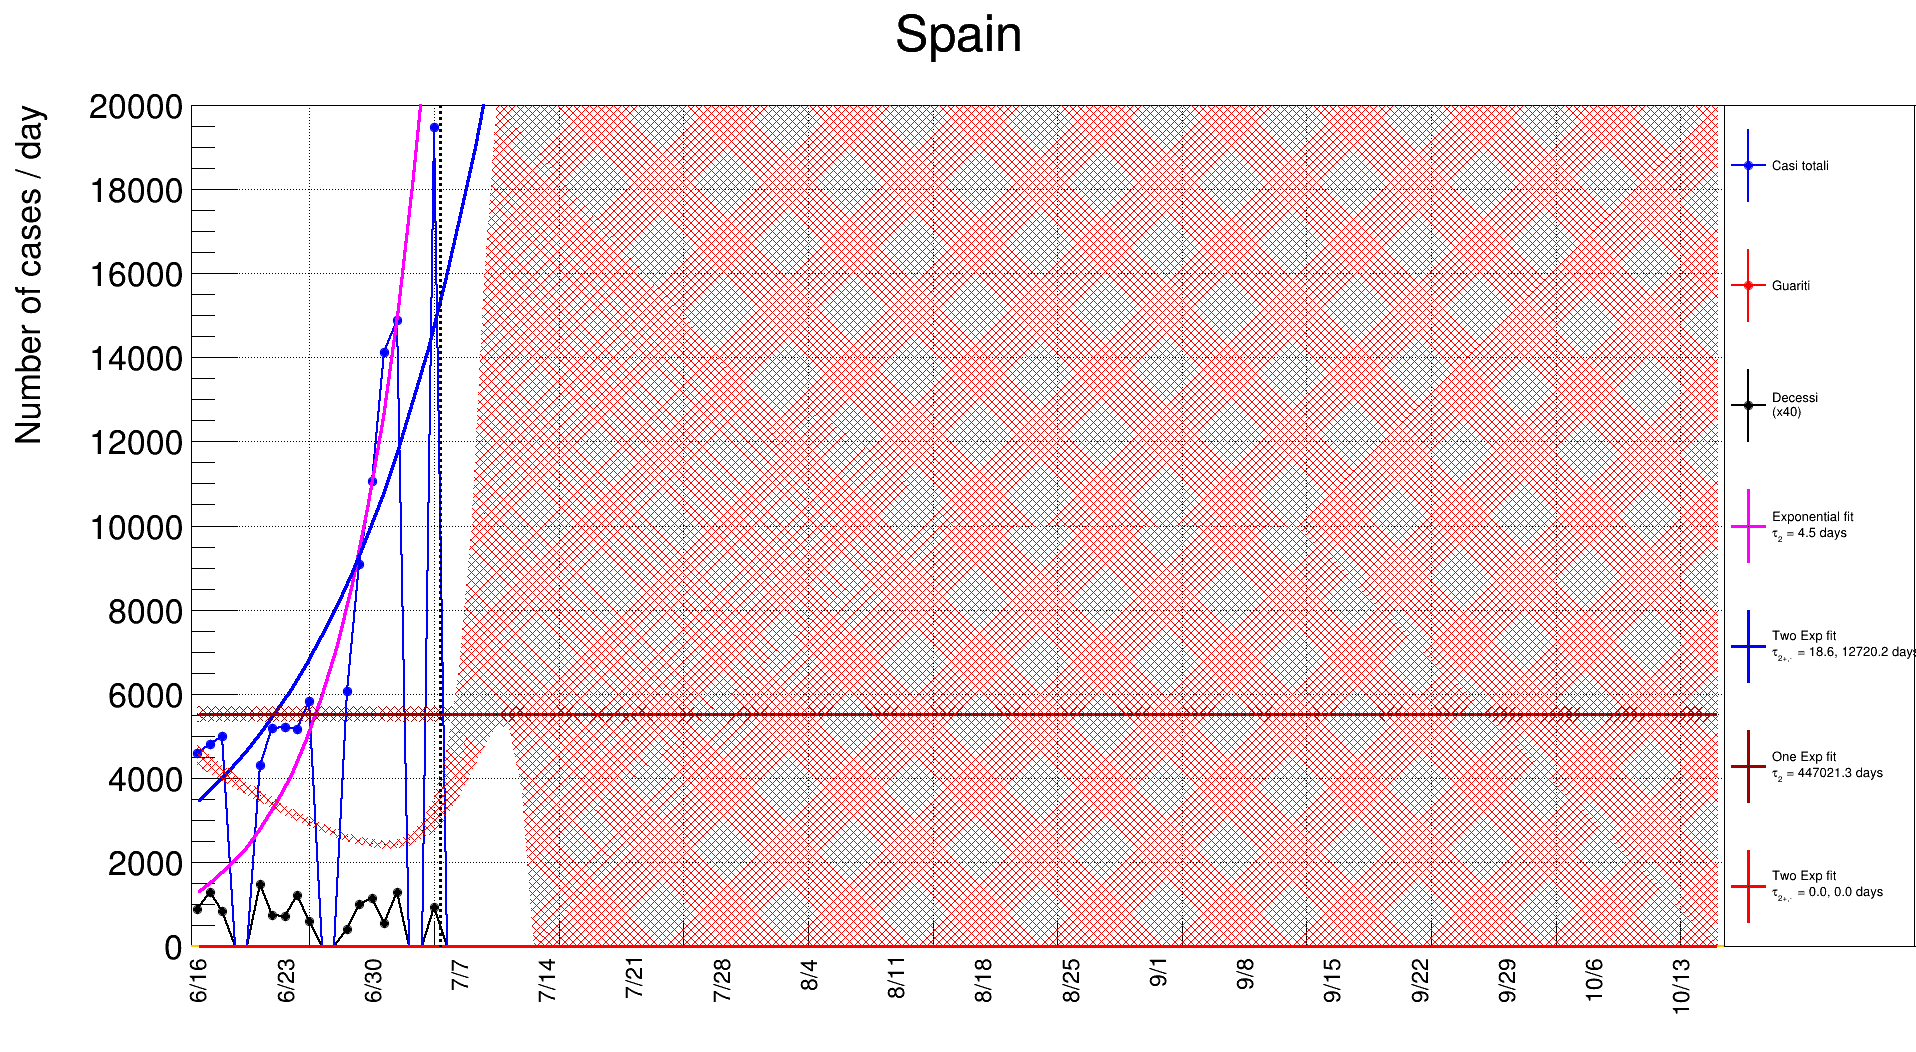 Spain
Number of cases / day
20000
18000
16000
14000
12000
10000
8000
6000
4000
2000
0
6/16
6/23
6/30
7/7
7/14
7/21
7/28
8/4
8/11
8/18
8/25
9/1
9/8
9/15
9/22
9/29
10/6
10/13
Casi totali
Guariti
Decessi
(x40)
Exponential fit
τ2 = 4.5 days
Two Exp fit
τ2+,- = 18.6, 12720.2 days
One Exp fit
τ2 = 447021.3 days
Two Exp fit
τ2+,- = 0.0, 0.0 days